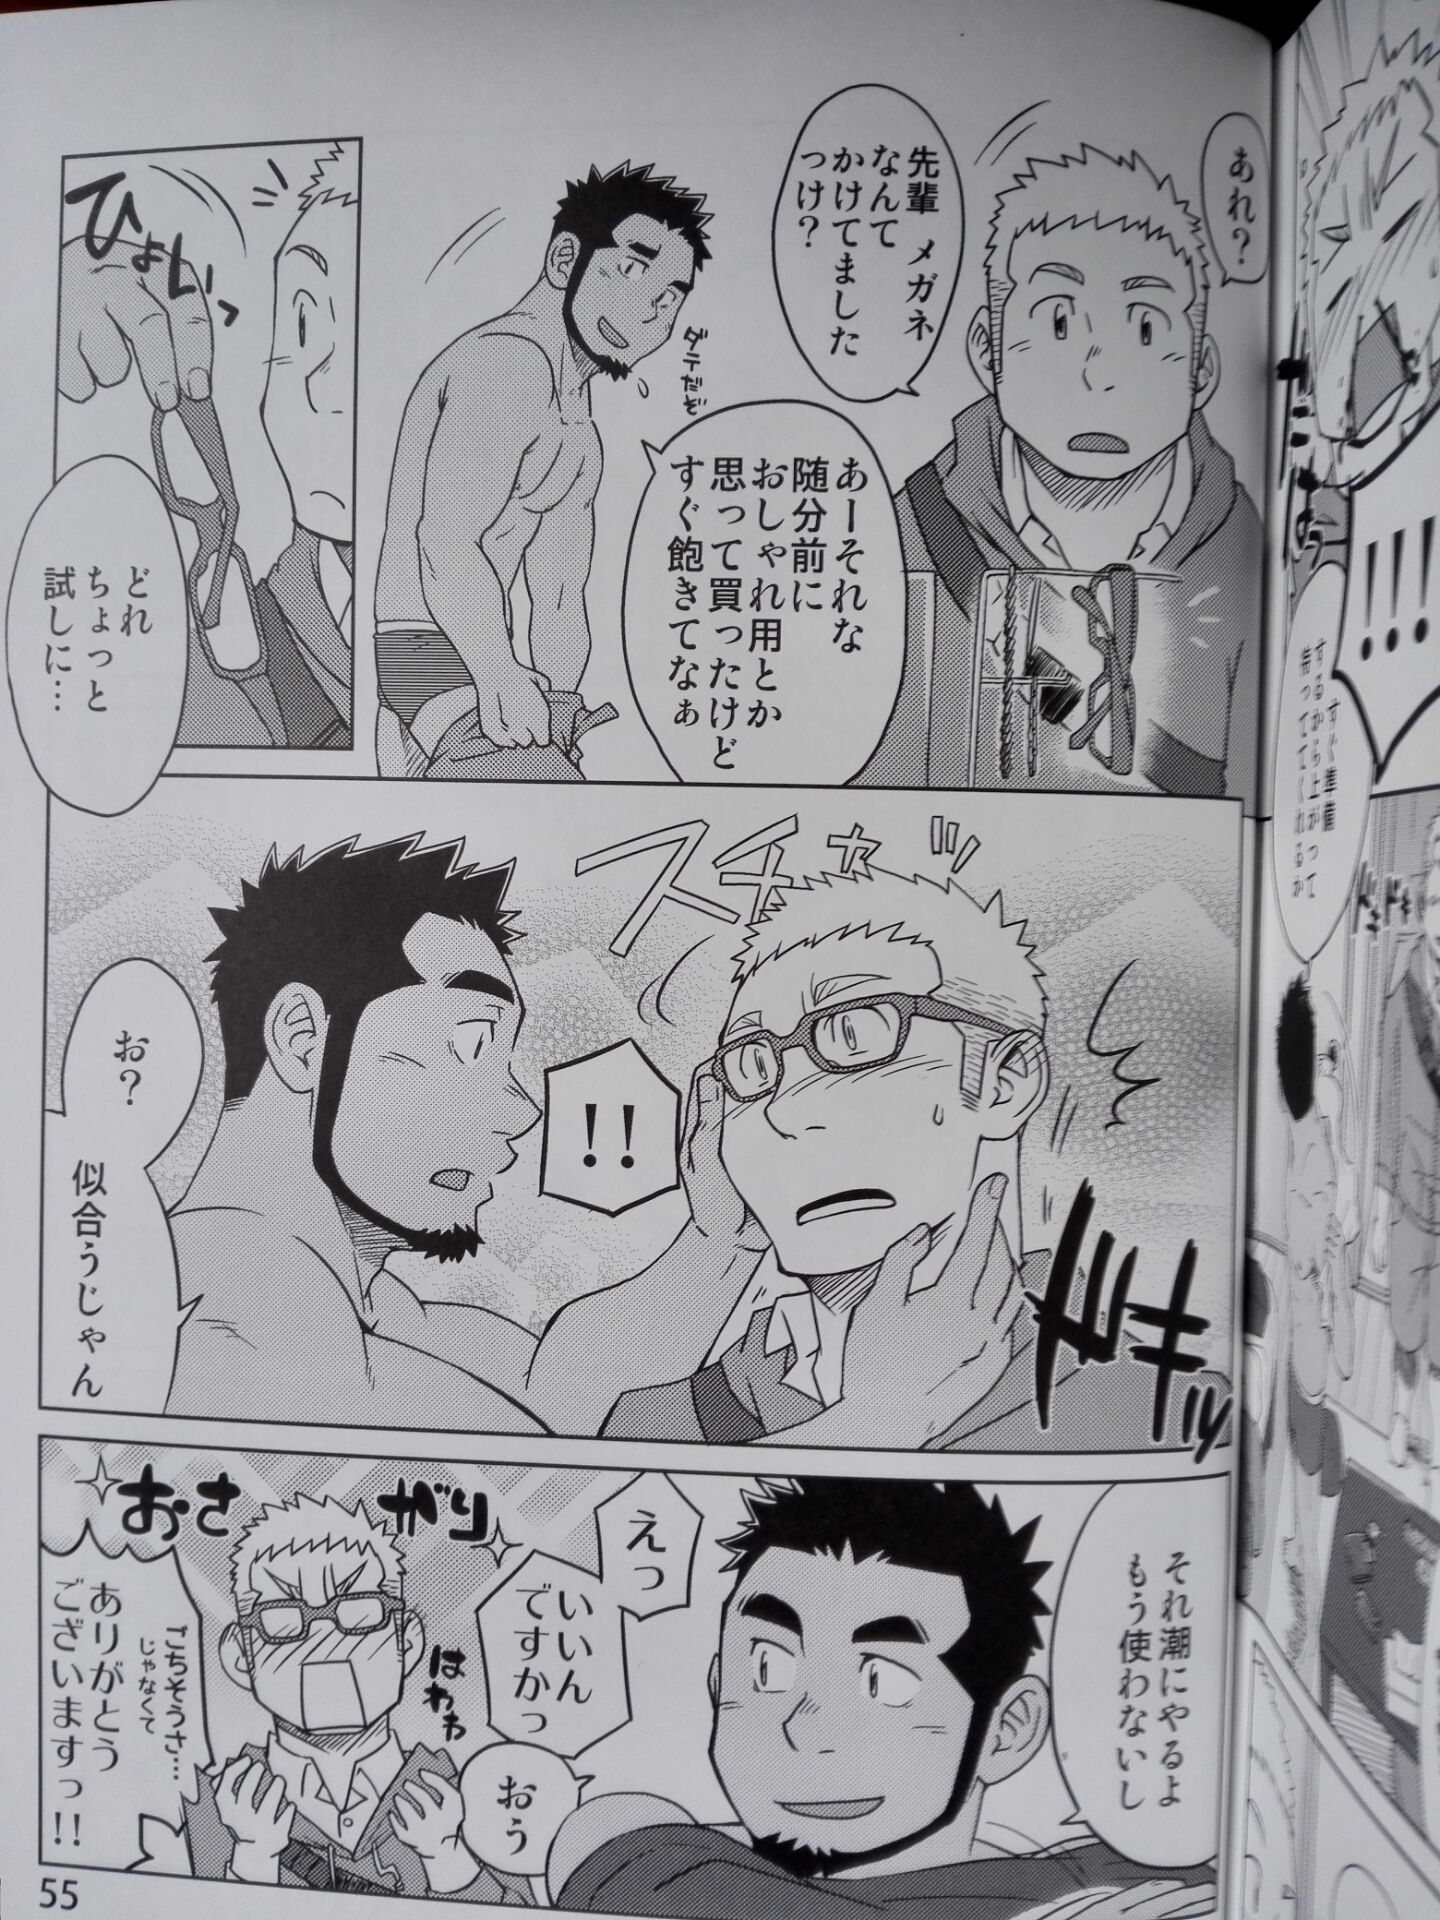 あれ?
先輩 メガネ
なんて
かけてました
っけ?
あーそれな
随分前に
おしゃれ用とか
思って買ったけど
すぐ飽きてなぁ
ダテだぞ
ひょいっ
どれ
ちょっと
試しに…
スチャッ
!!
お?
似合うじゃん
ドキッ
それ潮にやるよ
もう使わないし
えっ
いいん
ですかっ
おう
おさがり
はわわ
ごちそうさ…
じゃなくて
ありがとう
ございますっ!!
55
!!!
すぐ準備
するから上がって
待っててくれるか